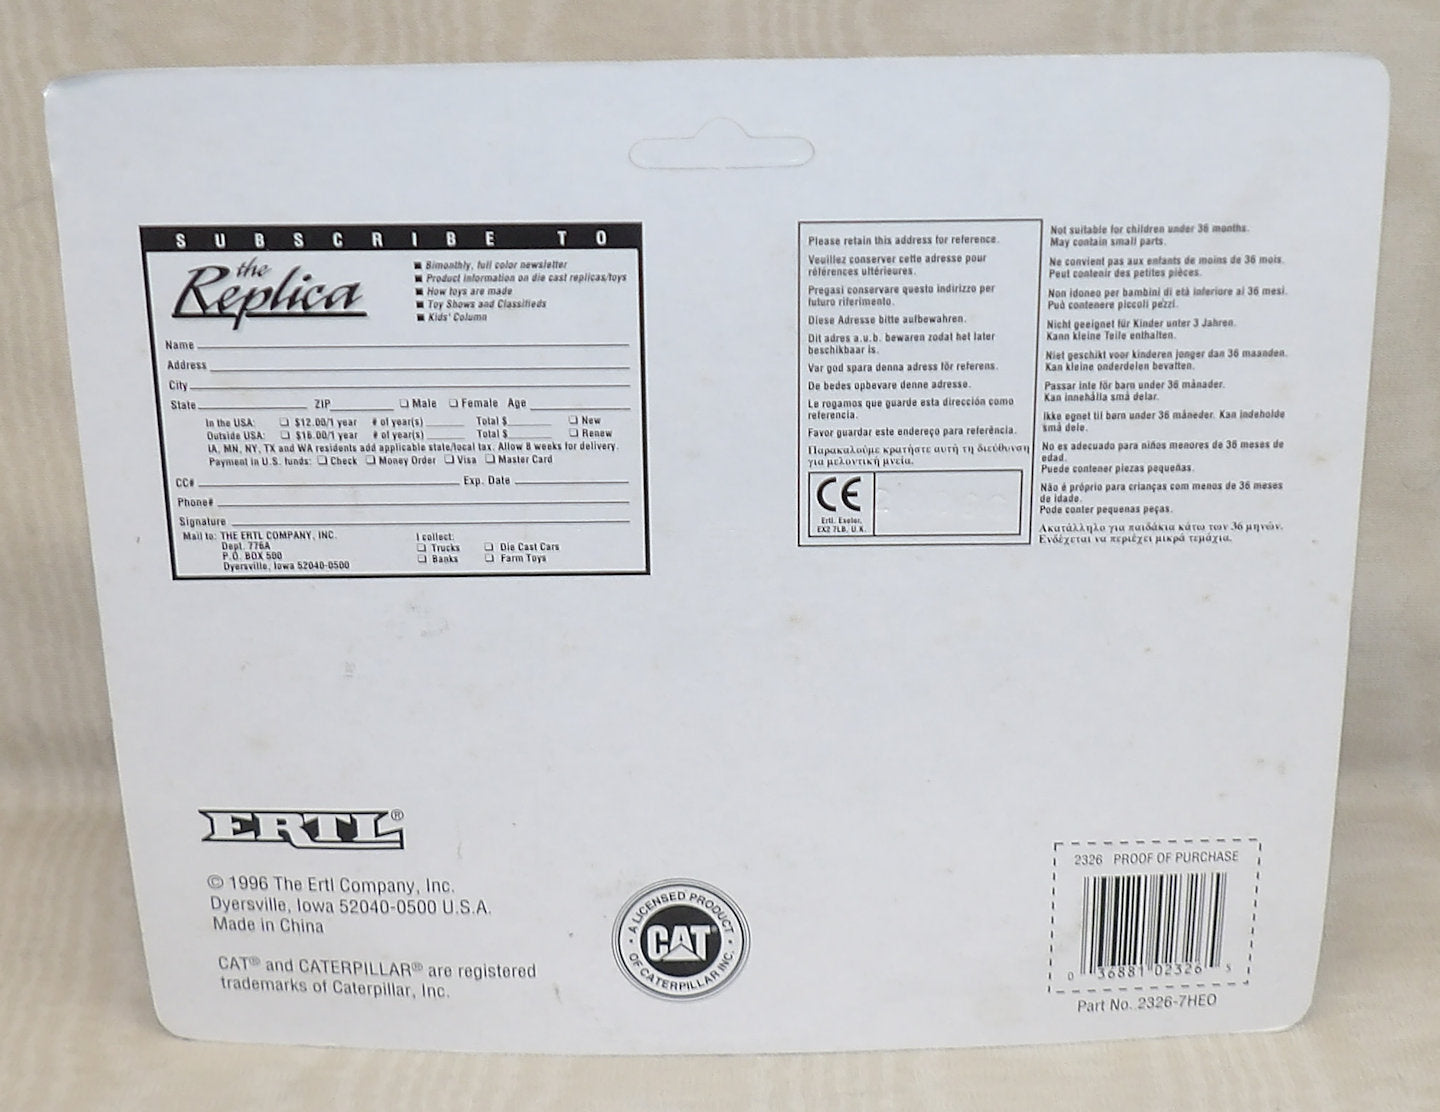 SUBSCRIBE TO
the
Replica
■ Bimonthly, full color newsletter
■ Product information on die cast replicas/toys
■ How toys are made
■ Toy Shows and Classifieds
■ Kids' Column
Name
Address
City
State ZIP ❏ Male ❏ Female Age
In the USA: ❏ $12.00/1 year # of year(s) Total $ ❏ New
Outside USA: ❏ $16.00/1 year # of year(s) Total $ ❏ Renew
IA, MN, NY, TX and WA residents add applicable state/local tax. Allow 8 weeks for delivery.
Payment in U.S. funds: ❏ Check ❏ Money Order ❏ Visa ❏ Master Card
CC# Exp. Date
Phone#
Signature
Mail to: THE ERTL COMPANY, INC.
Dept. 776A
P.O. BOX 500
Dyersville, Iowa 52040-0500
I collect:
❏ Trucks ❏ Die Cast Cars
❏ Banks ❏ Farm Toys
Please retain this address for reference.
Veuillez conserver cette adresse pour
références ultérieures.
Pregasi conservare questo indirizzo per
futuro riferimento.
Diese Adresse bitte aufbewahren.
Dit adres a.u.b. bewaren zodat het later
beschikbaar is.
Var god spara denna adress för referens.
De bedes opbevare denne adresse.
Le rogamos que guarde esta dirección como
referencia.
Favor guardar este endereço para referência.
Παρακαλούμε κρατήστε αυτή τη διεύθυνση
για μελοντική μνεία.
CE
Ertl, Exeter,
EX2 7LB, U.K.
Not suitable for children under 36 months.
May contain small parts.
Ne convient pas aux enfants de moins de 36 mois.
Peut contenir des petites pièces.
Non idoneo per bambini di età inferiore ai 36 mesi.
Può contenere piccoli pezzi.
Nicht geeignet für Kinder unter 3 Jahren.
Kann kleine Teile enthalten.
Niet geschikt voor kinderen jonger dan 36 maanden.
Kan kleine onderdelen bevatten.
Passar inte för barn under 36 månader.
Kan innehålla små delar.
Ikke egnet til børn under 36 måneder. Kan indeholde
små dele.
No es adecuado para niños menores de 36 meses de
edad.
Puede contener piezas pequeñas.
Não é próprio para crianças com menos de 36 meses
de idade.
Pode conter pequenas peças.
Ακατάλληλο για παιδάκια κάτω των 36 μηνών.
Ενδέχεται να περιέχει μικρά τεμάχια.
ERTL®
© 1996 The Ertl Company, Inc.
Dyersville, Iowa 52040-0500 U.S.A.
Made in China
CAT® and CATERPILLAR® are registered
trademarks of Caterpillar, Inc.
• A LICENSED PRODUCT •
CAT®
OF CATERPILLAR INC.
2326 PROOF OF PURCHASE
0 36881 02326 5
Part No. 2326-7HEO